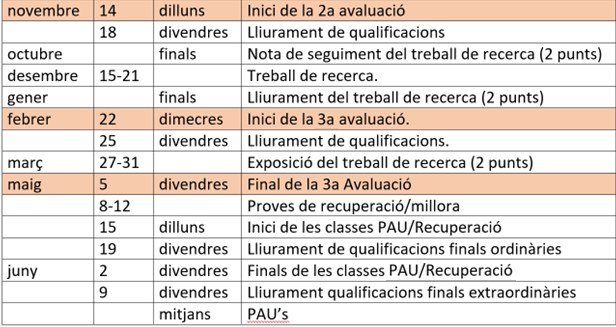 novembre 14 dilluns Inici de la 2a avaluació
18 divendres Lliurament de qualificacions
octubre finals Nota de seguiment del treball de recerca (2 punts)
desembre 15-21 Treball de recerca.
gener finals Lliurament del treball de recerca (2 punts)
febrer 22 dimecres Inici de la 3a avaluació.
25 divendres Lliurament de qualificacions.
març 27-31 Exposició del treball de recerca (2 punts)
maig 5 divendres Final de la 3a Avaluació
8-12 Proves de recuperació/millora
15 dilluns Inici de les classes PAU/Recuperació
19 divendres Lliurament de qualificacions finals ordinàries
juny 2 divendres Finals de les classes PAU/Recuperació
9 divendres Lliurament qualificacions finals extraordinàries
mitjans PAU's